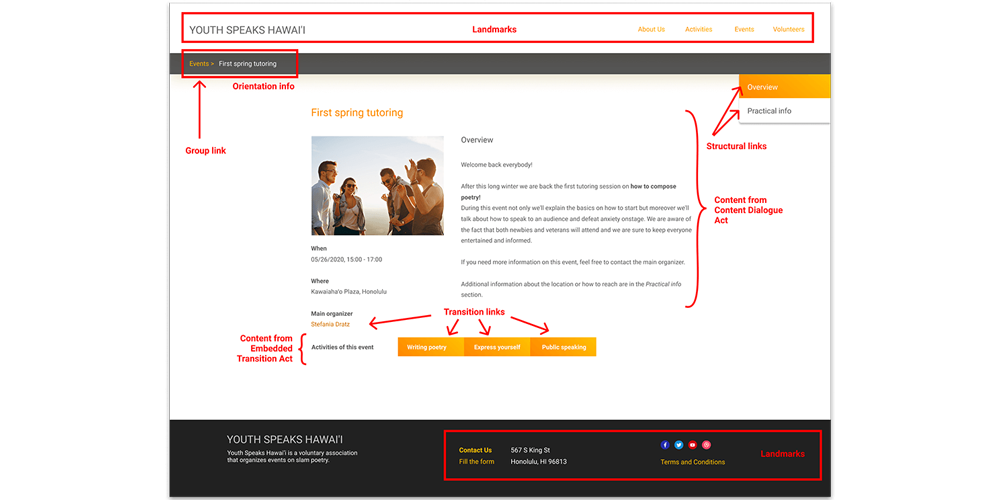 YOUTH SPEAKS HAWAI'I
Landmarks
About Us
Activities
Events
Volunteers
Events > First spring tutoring
Orientation info
Group link
Overview
Practical info
Structural links
First spring tutoring
Overview
Welcome back everybody!
After this long winter we are back the first tutoring session on how to compose
poetry!
During this event not only we'll explain the basics on how to start but moreover we'll
talk about how to speak to an audience and defeat anxiety onstage. We are aware of
the fact that both newbies and veterans will attend and we are sure to keep everyone
entertained and informed.
If you need more information on this event, feel free to contact the main organizer.
Additional information about the location or how to reach are in the Practical info
section.
Content from
Content Dialogue
Act
When
05/26/2020, 15:00 - 17:00
Where
Kawaiaha'o Plaza, Honolulu
Main organizer
Stefania Dratz
Transition links
Content from
Embedded
Transition Act
Activities of this event
Writing poetry
Express yourself
Public speaking
YOUTH SPEAKS HAWAI'I
Youth Speaks Hawai'i is a voluntary association
that organizes events on slam poetry.
Contact Us
Fill the form
567 S King St
Honolulu, HI 96813
Terms and Conditions
Landmarks